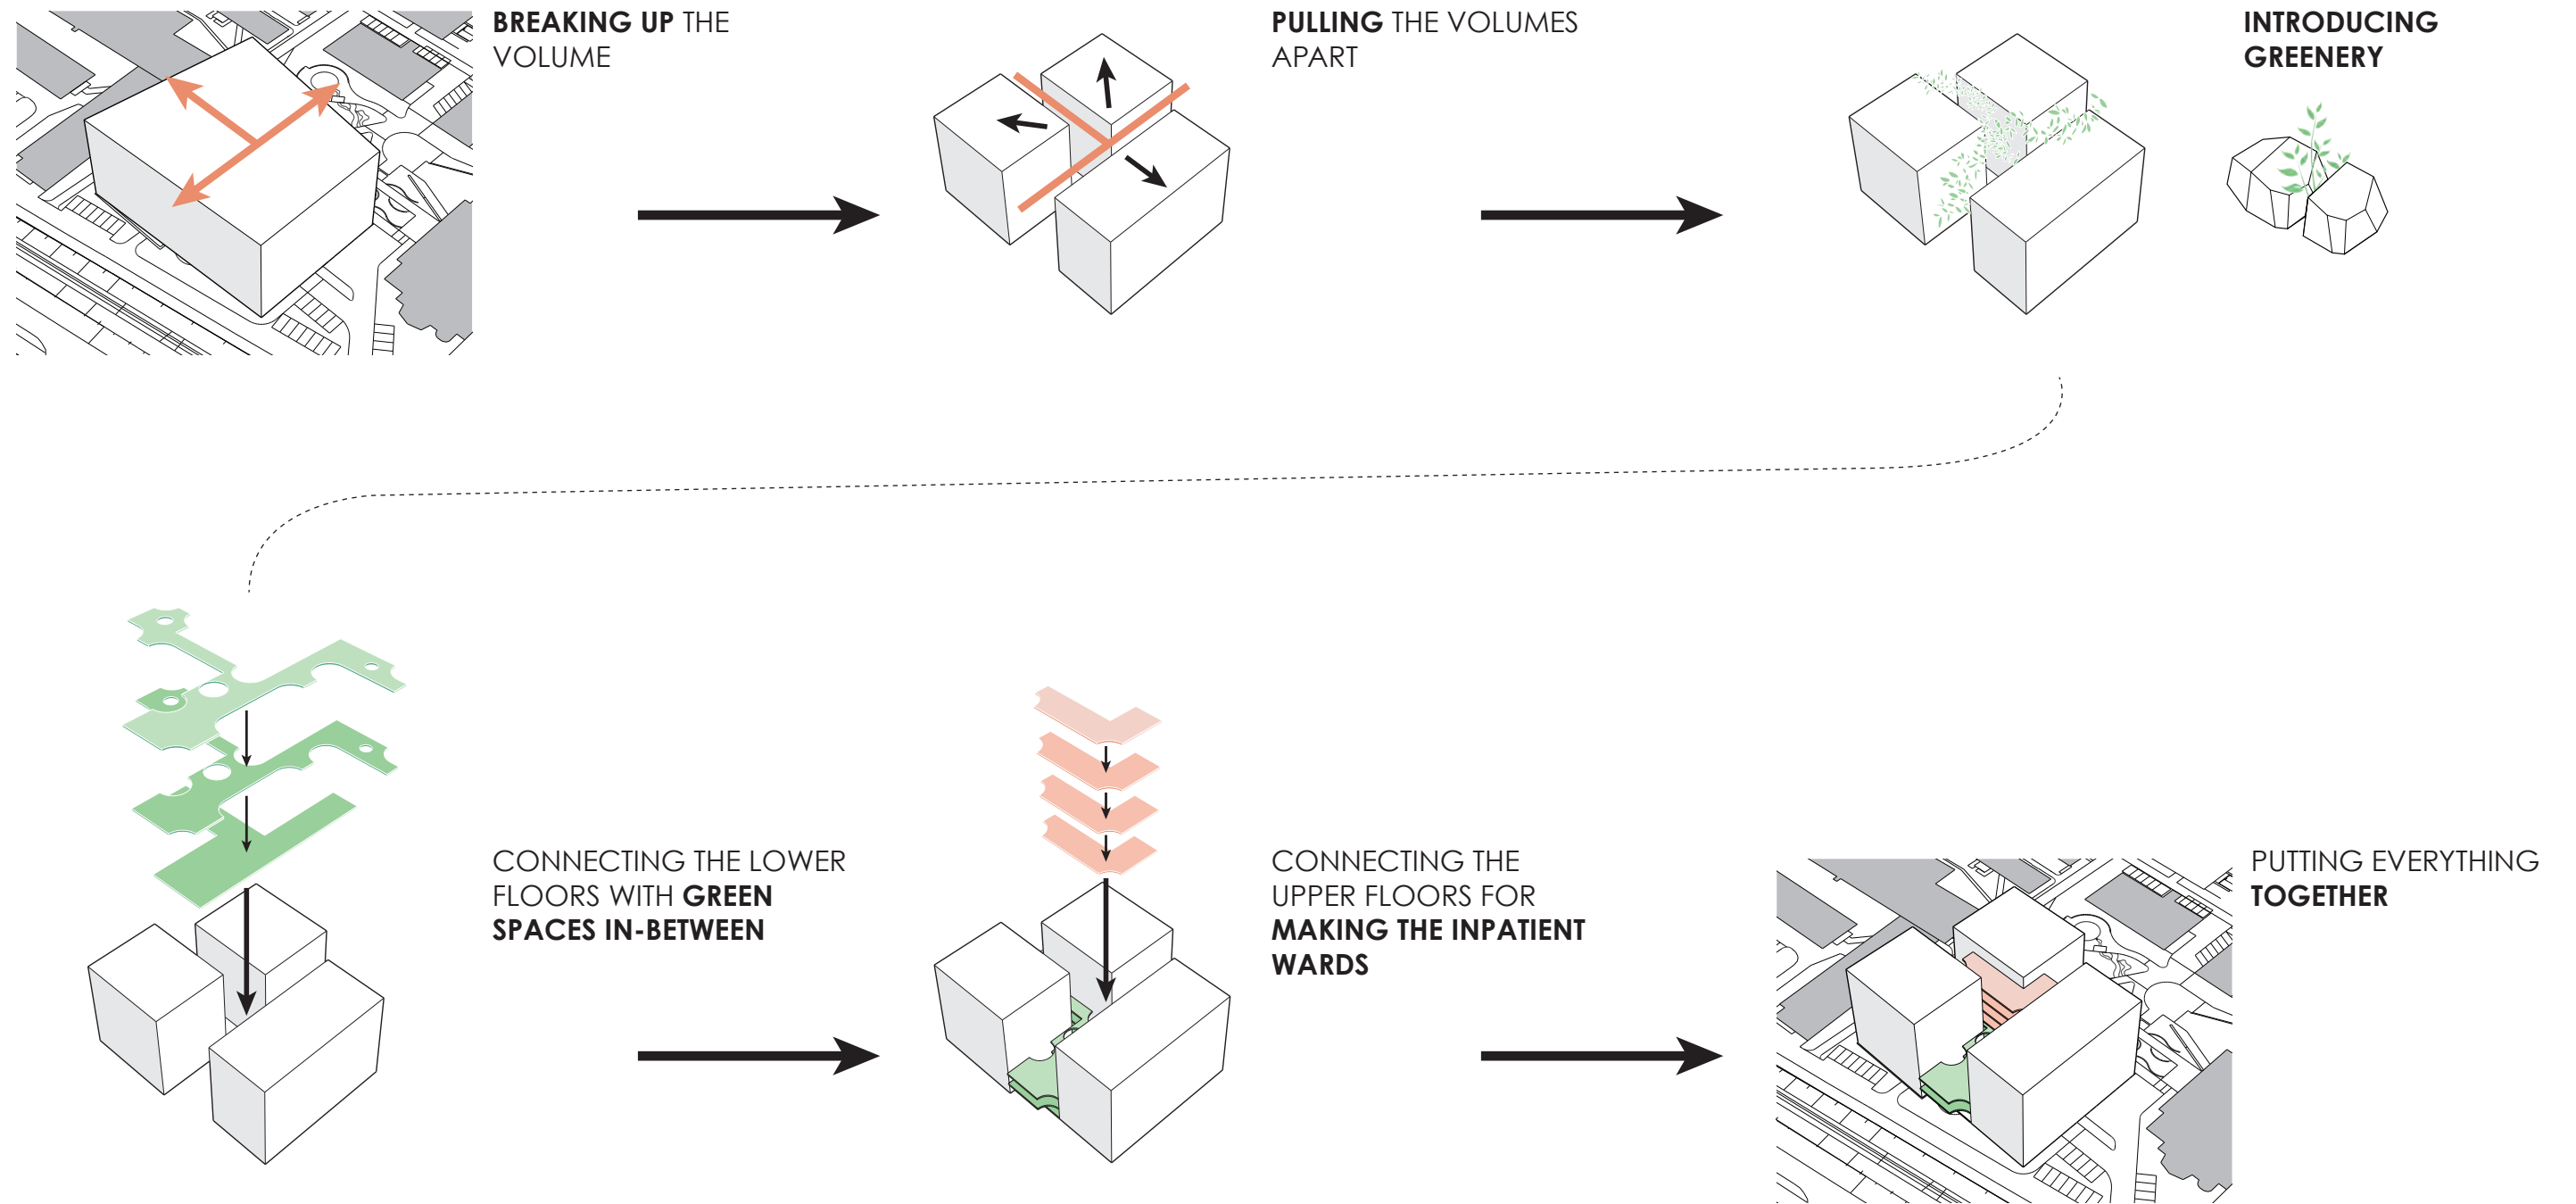 BREAKING UP THE
VOLUME
PULLING THE VOLUMES
APART
INTRODUCING
GREENERY
CONNECTING THE LOWER
FLOORS WITH GREEN
SPACES IN-BETWEEN
CONNECTING THE
UPPER FLOORS FOR
MAKING THE INPATIENT
WARDS
PUTTING EVERYTHING
TOGETHER